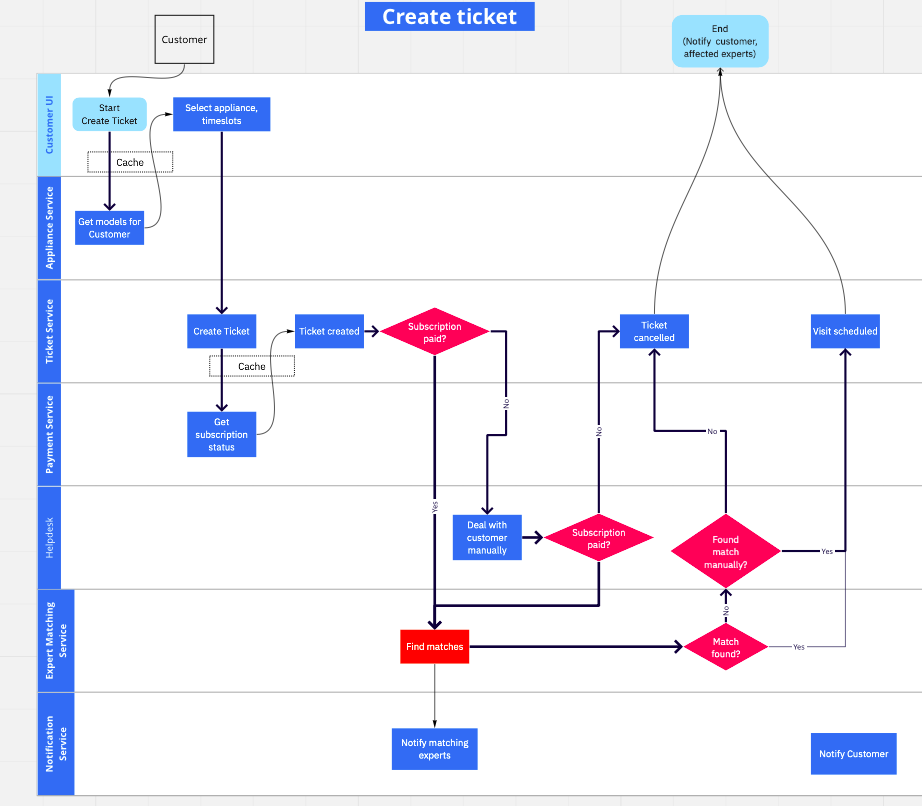 Create ticket
Customer
End
(Notify customer,
affected experts)
Customer UI
Start
Create Ticket
Select appliance,
timeslots
Cache
Appliance Service
Get models for
Customer
Ticket Service
Create Ticket
Ticket created
Subscription
paid?
Ticket
cancelled
Visit scheduled
Cache
Payment Service
Get
subscription
status
No
No
No
Helpdesk
Yes
Deal with
customer
manually
Subscription
paid?
Found
match
manually?
Yes
Expert Matching
Service
No
Find matches
Match
found?
Yes
Notification
Service
Notify matching
experts
Notify Customer